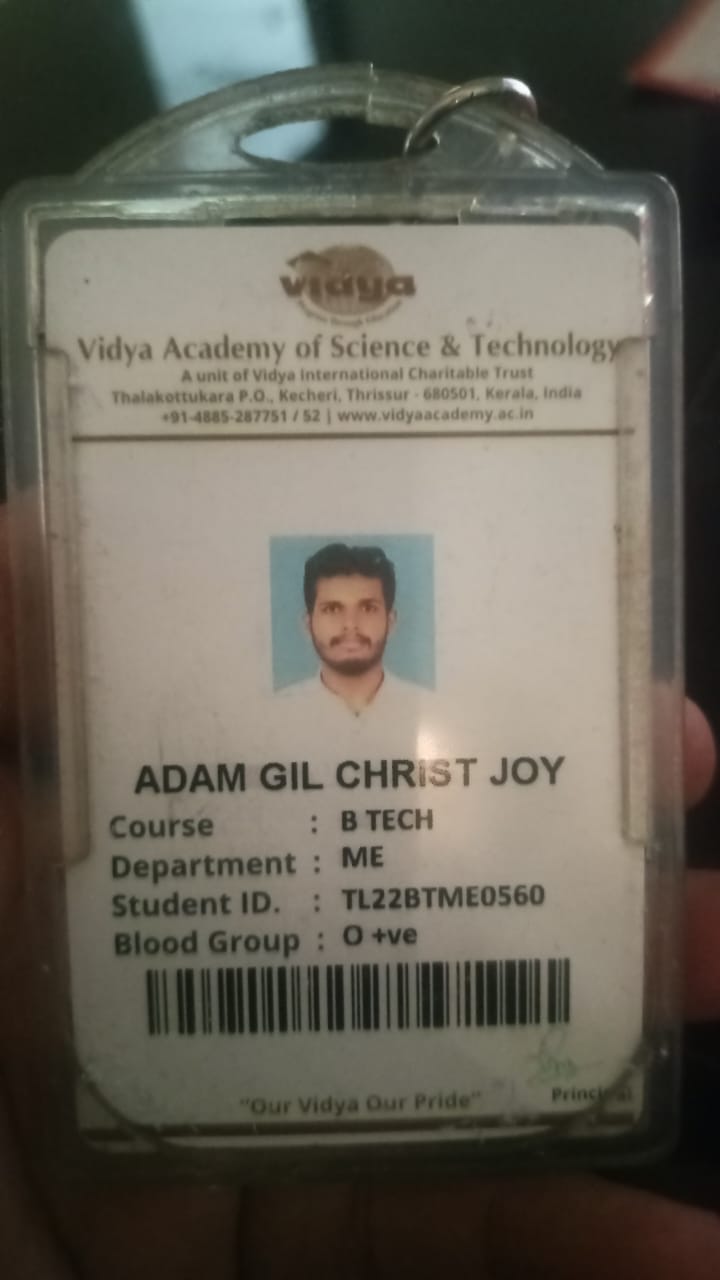 vidya
Vidya Academy of Science & Technology
A unit of Vidya International Charitable Trust
Thalakottukara P.O., Kecheri, Thrissur - 680501, Kerala, India
+91-4885-287751 / 52 | www.vidyaacademy.ac.in
ADAM GIL CHRIST JOY
Course : B TECH
Department : ME
Student ID. : TL22BTME0560
Blood Group : O +ve
Principal
"Our Vidya Our Pride"